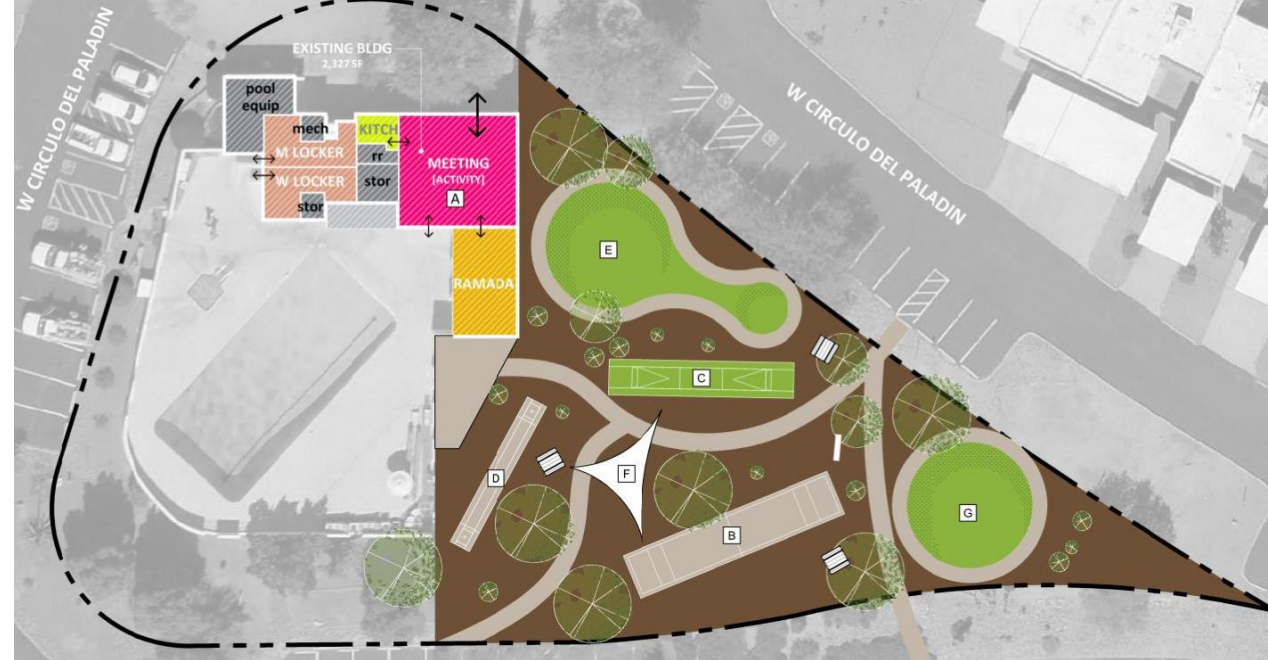 W CIRCULO DEL PALADIN
EXISTING BLDG
2,327 SF
pool
equip
mech
KITCH
M LOCKER
rr
MEETING
[ACTIVITY]
A
W LOCKER
stor
stor
RAMADA
W CIRCULO DEL PALADIN
E
C
D
F
B
G